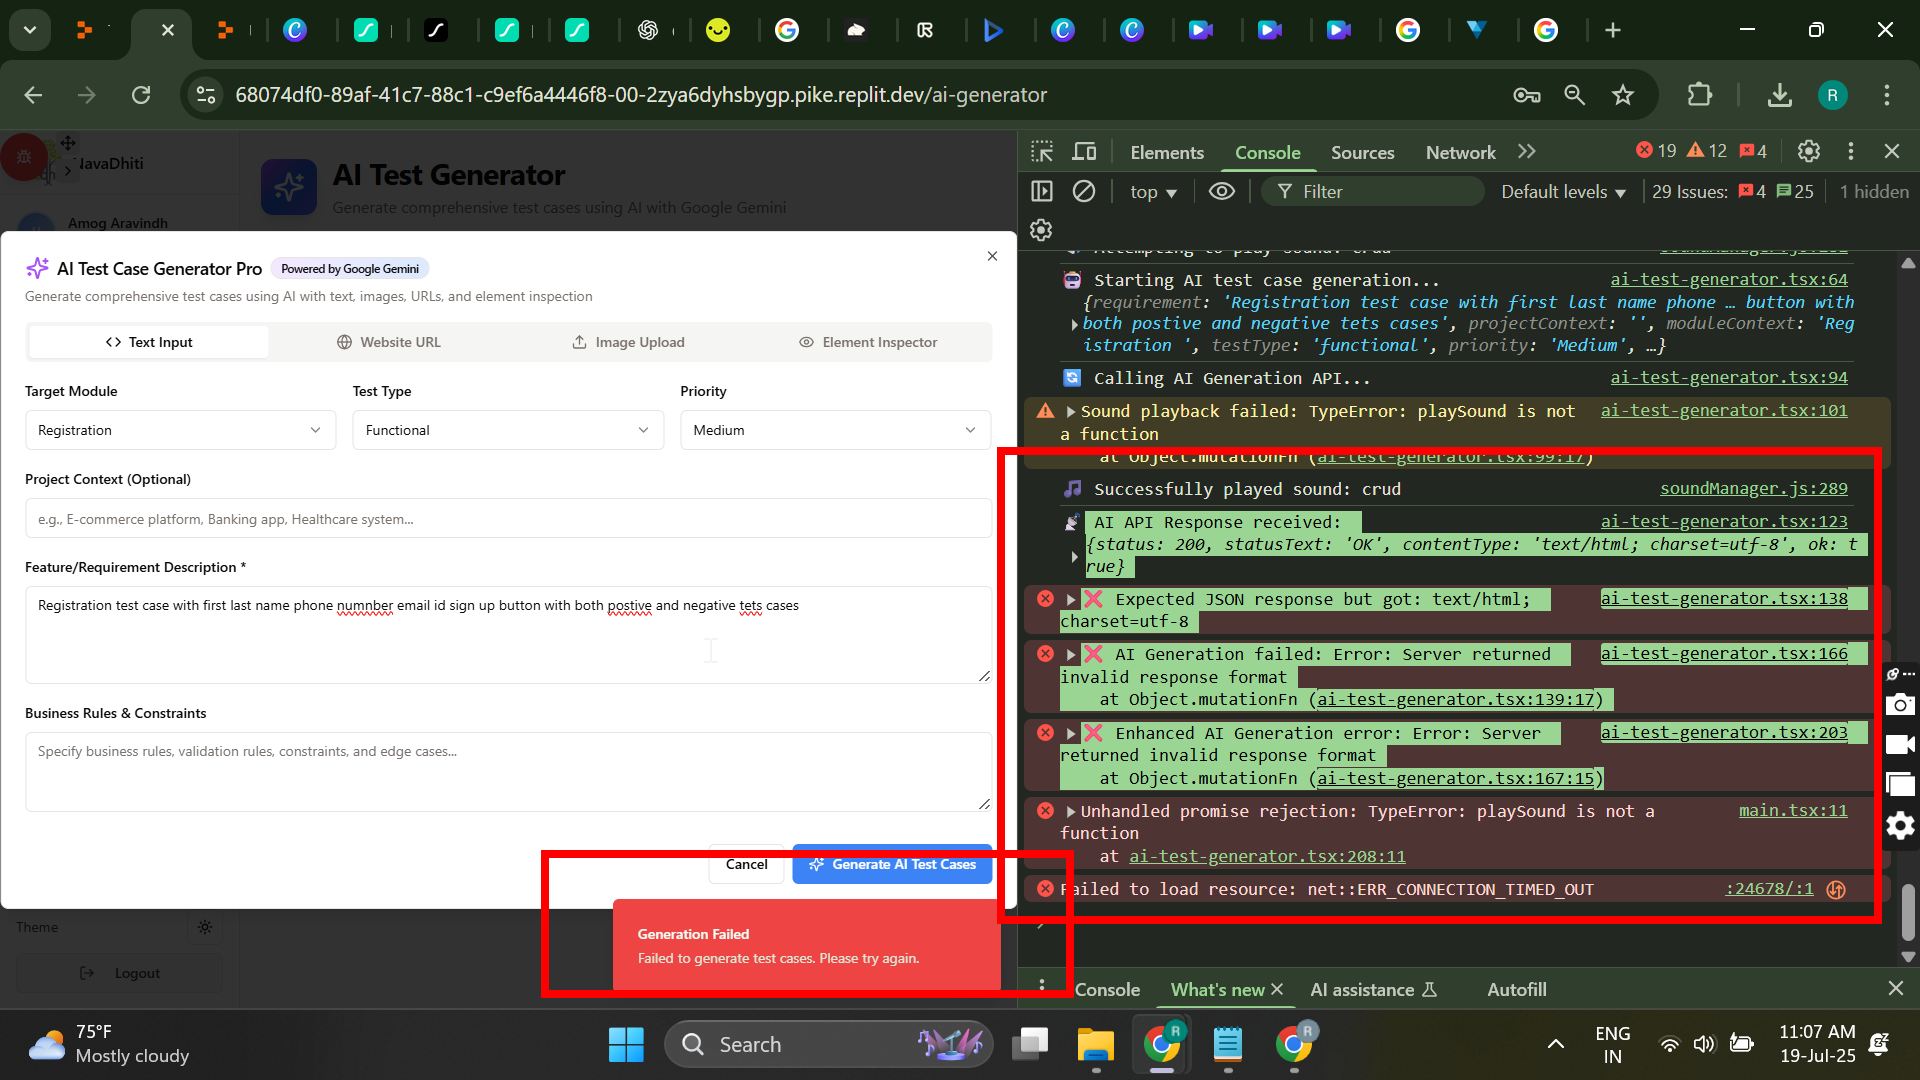 68074df0-89af-41c7-88c1-c9ef6a4446f8-00-2zya6dyhsbygp.pike.replit.dev/ai-generator
R
NavaDhiti
AI Test Generator
Generate comprehensive test cases using AI with Google Gemini
Amog Aravindh
AI Test Case Generator Pro
Powered by Google Gemini
Generate comprehensive test cases using AI with text, images, URLs, and element inspection
Text Input
Website URL
Image Upload
Element Inspector
Target Module
Test Type
Priority
Registration
Functional
Medium
Project Context (Optional)
e.g., E-commerce platform, Banking app, Healthcare system...
Feature/Requirement Description *
Registration test case with first last name phone numnber email id sign up button with both postive and negative tets cases
Business Rules & Constraints
Specify business rules, validation rules, constraints, and edge cases...
Cancel
Generate AI Test Cases
Generation Failed
Failed to generate test cases. Please try again.
Theme
Logout
Elements
Console
Sources
Network
19
12
4
top
Filter
Default levels
29 Issues:
4
25
1 hidden
Attempting to play sound: crud
Starting AI test case generation...
ai-test-generator.tsx:64
{requirement: 'Registration test case with first last name phone … button with
both postive and negative tets cases', projectContext: '', moduleContext: 'Reg
istration ', testType: 'functional', priority: 'Medium', …}
Calling AI Generation API...
ai-test-generator.tsx:94
Sound playback failed: TypeError: playSound is not
ai-test-generator.tsx:101
a function
at Object.mutationFn (ai-test-generator.tsx:99:17)
Successfully played sound: crud
soundManager.js:289
AI API Response received:
ai-test-generator.tsx:123
{status: 200, statusText: 'OK', contentType: 'text/html; charset=utf-8', ok: t
rue}
Expected JSON response but got: text/html;
ai-test-generator.tsx:138
charset=utf-8
AI Generation failed: Error: Server returned
ai-test-generator.tsx:166
invalid response format
at Object.mutationFn (ai-test-generator.tsx:139:17)
Enhanced AI Generation error: Error: Server
ai-test-generator.tsx:203
returned invalid response format
at Object.mutationFn (ai-test-generator.tsx:167:15)
Unhandled promise rejection: TypeError: playSound is not a
main.tsx:11
function
at ai-test-generator.tsx:208:11
Failed to load resource: net::ERR_CONNECTION_TIMED_OUT
:24678/:1
Console
What's new
AI assistance
Autofill
75°F
Mostly cloudy
Search
R
R
ENG
IN
11:07 AM
19-Jul-25